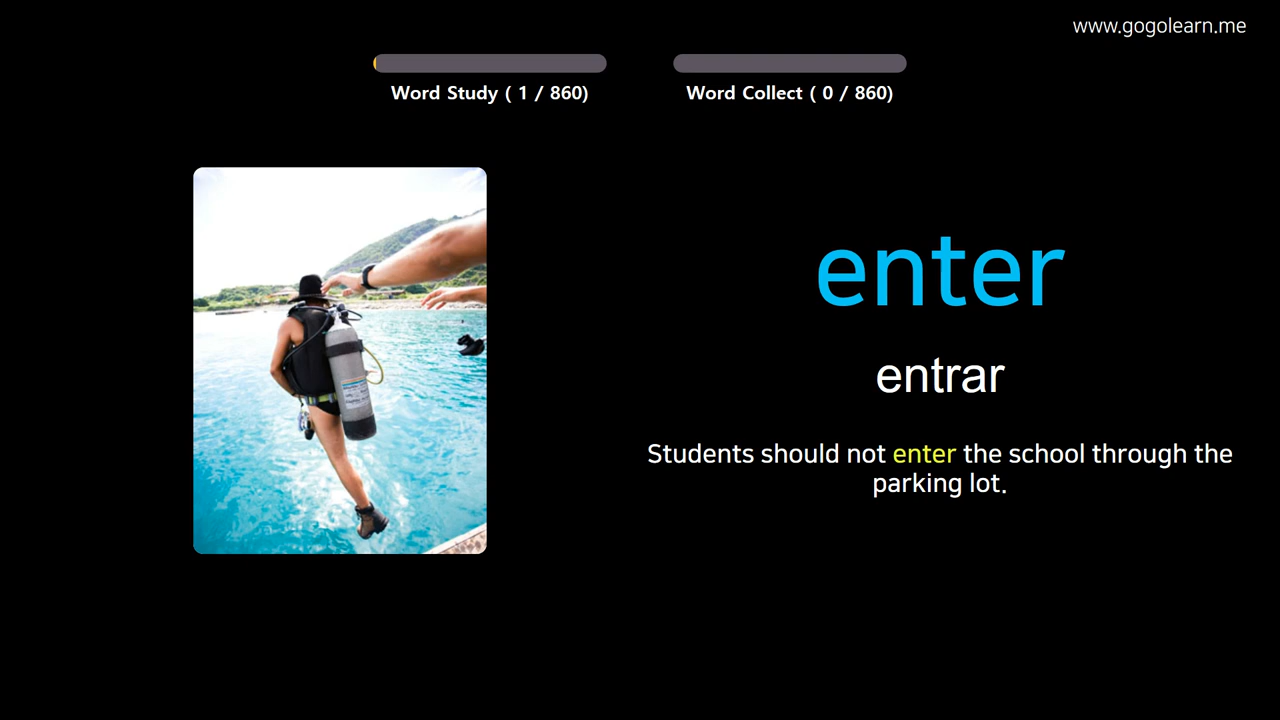 www.gogolearn.me
Word Study ( 1 / 860)
Word Collect ( 0 / 860)
enter
entrar
Students should not enter the school through the
parking lot.